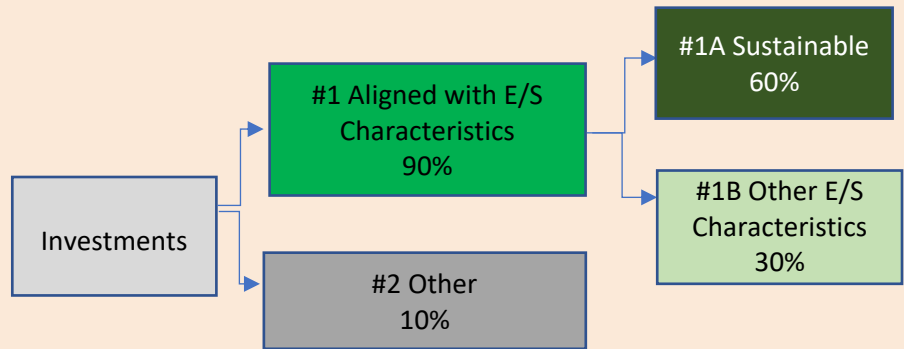 Investments
#1 Aligned with E/S
Characteristics
90%
#2 Other
10%
#1A Sustainable
60%
#1B Other E/S
Characteristics
30%